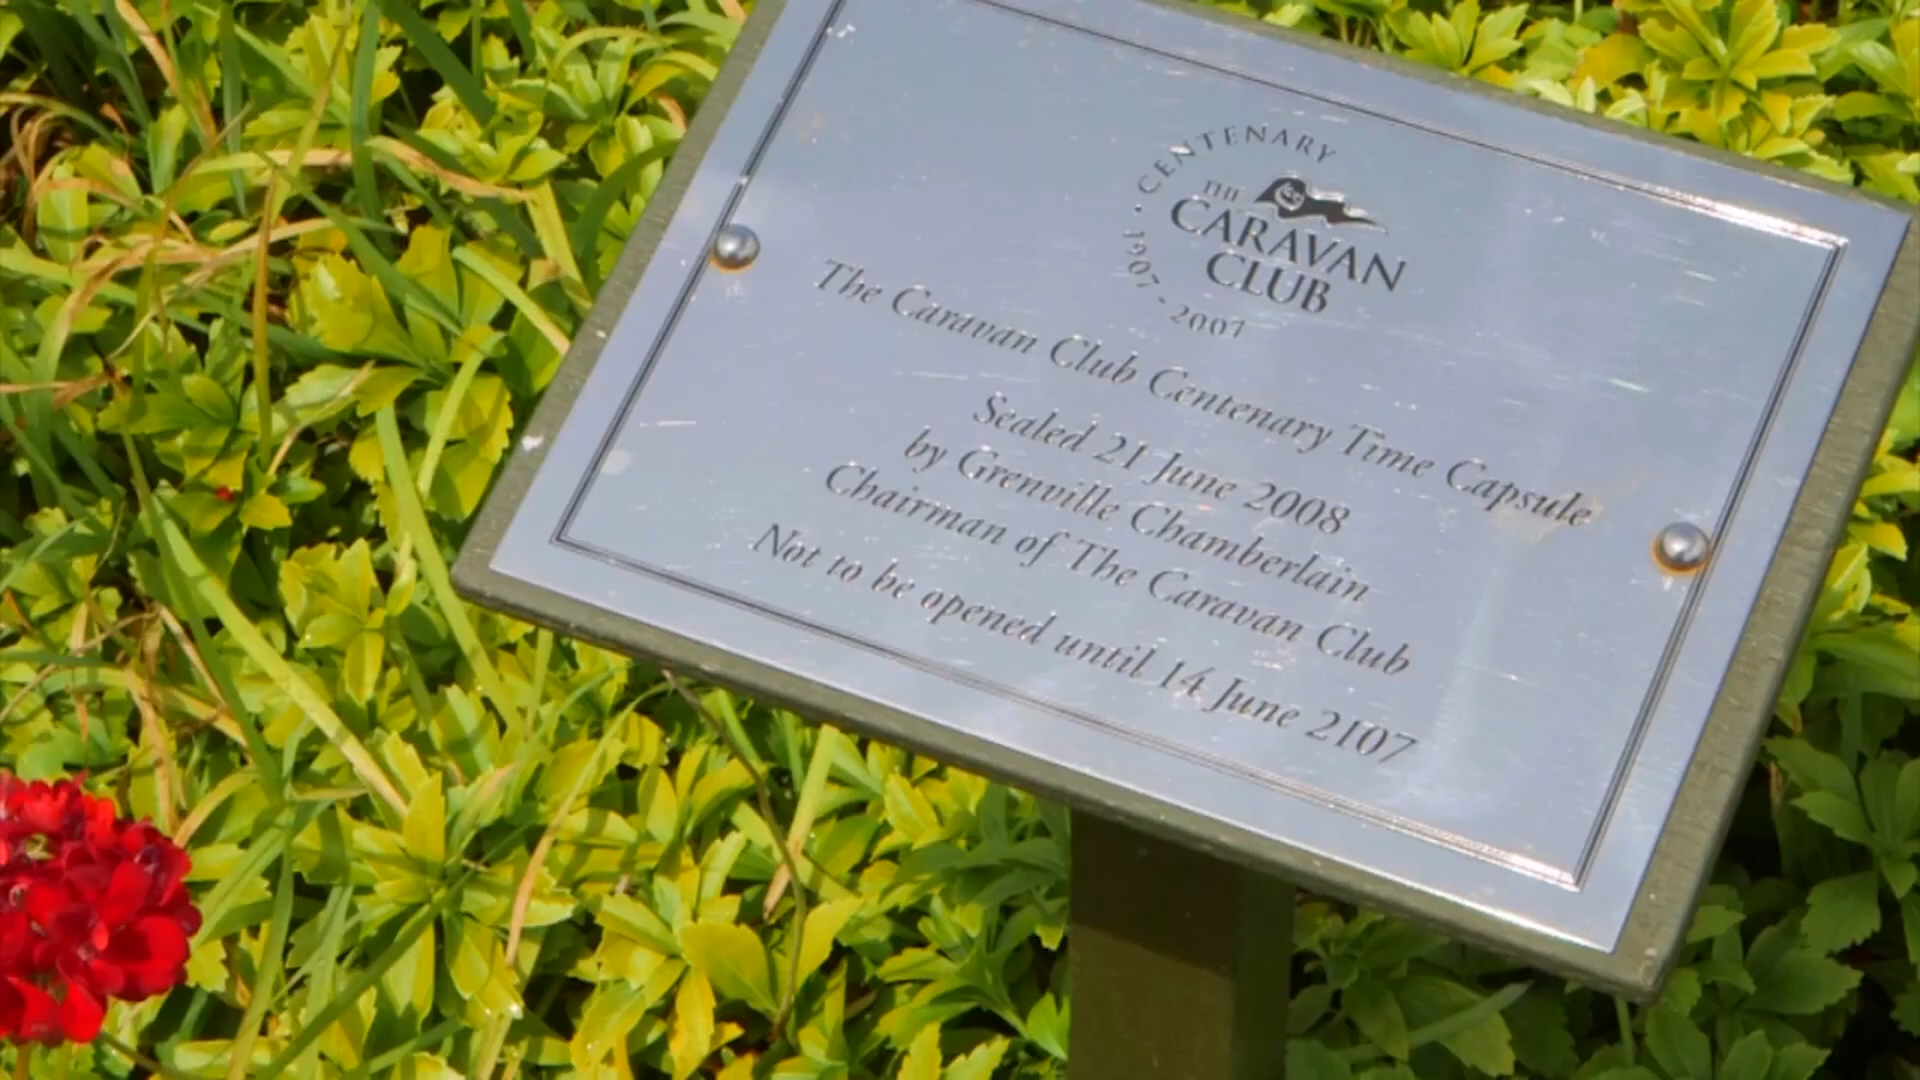 CENTENARY
THE
CARAVAN
CLUB
· 1907 - 2007
The Caravan Club Centenary Time Capsule
Sealed 21 June 2008
by Grenville Chamberlain
Chairman of The Caravan Club
Not to be opened until 14 June 2107